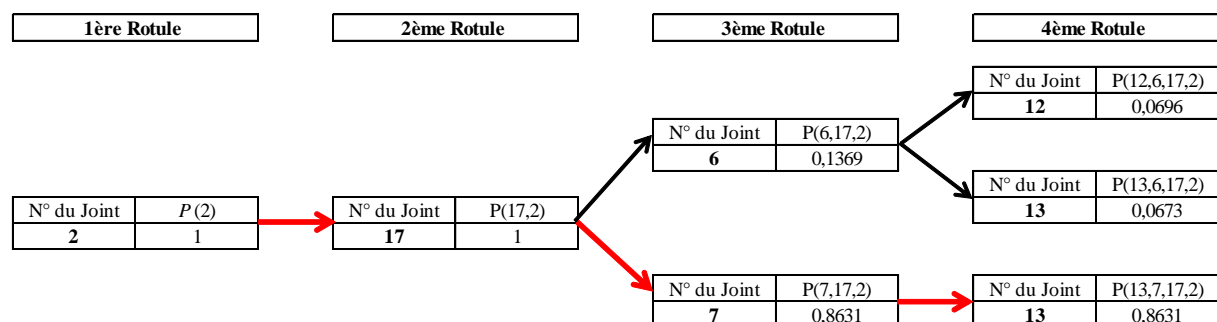 1ère Rotule
2ème Rotule
3ème Rotule
4ème Rotule
N° du Joint P(12,6,17,2)
12 0,0696
N° du Joint P(6,17,2)
6 0,1369
N° du Joint P(13,6,17,2)
13 0,0673
N° du Joint P(2)
2 1
N° du Joint P(17,2)
17 1
N° du Joint P(7,17,2)
7 0,8631
N° du Joint P(13,7,17,2)
13 0,8631